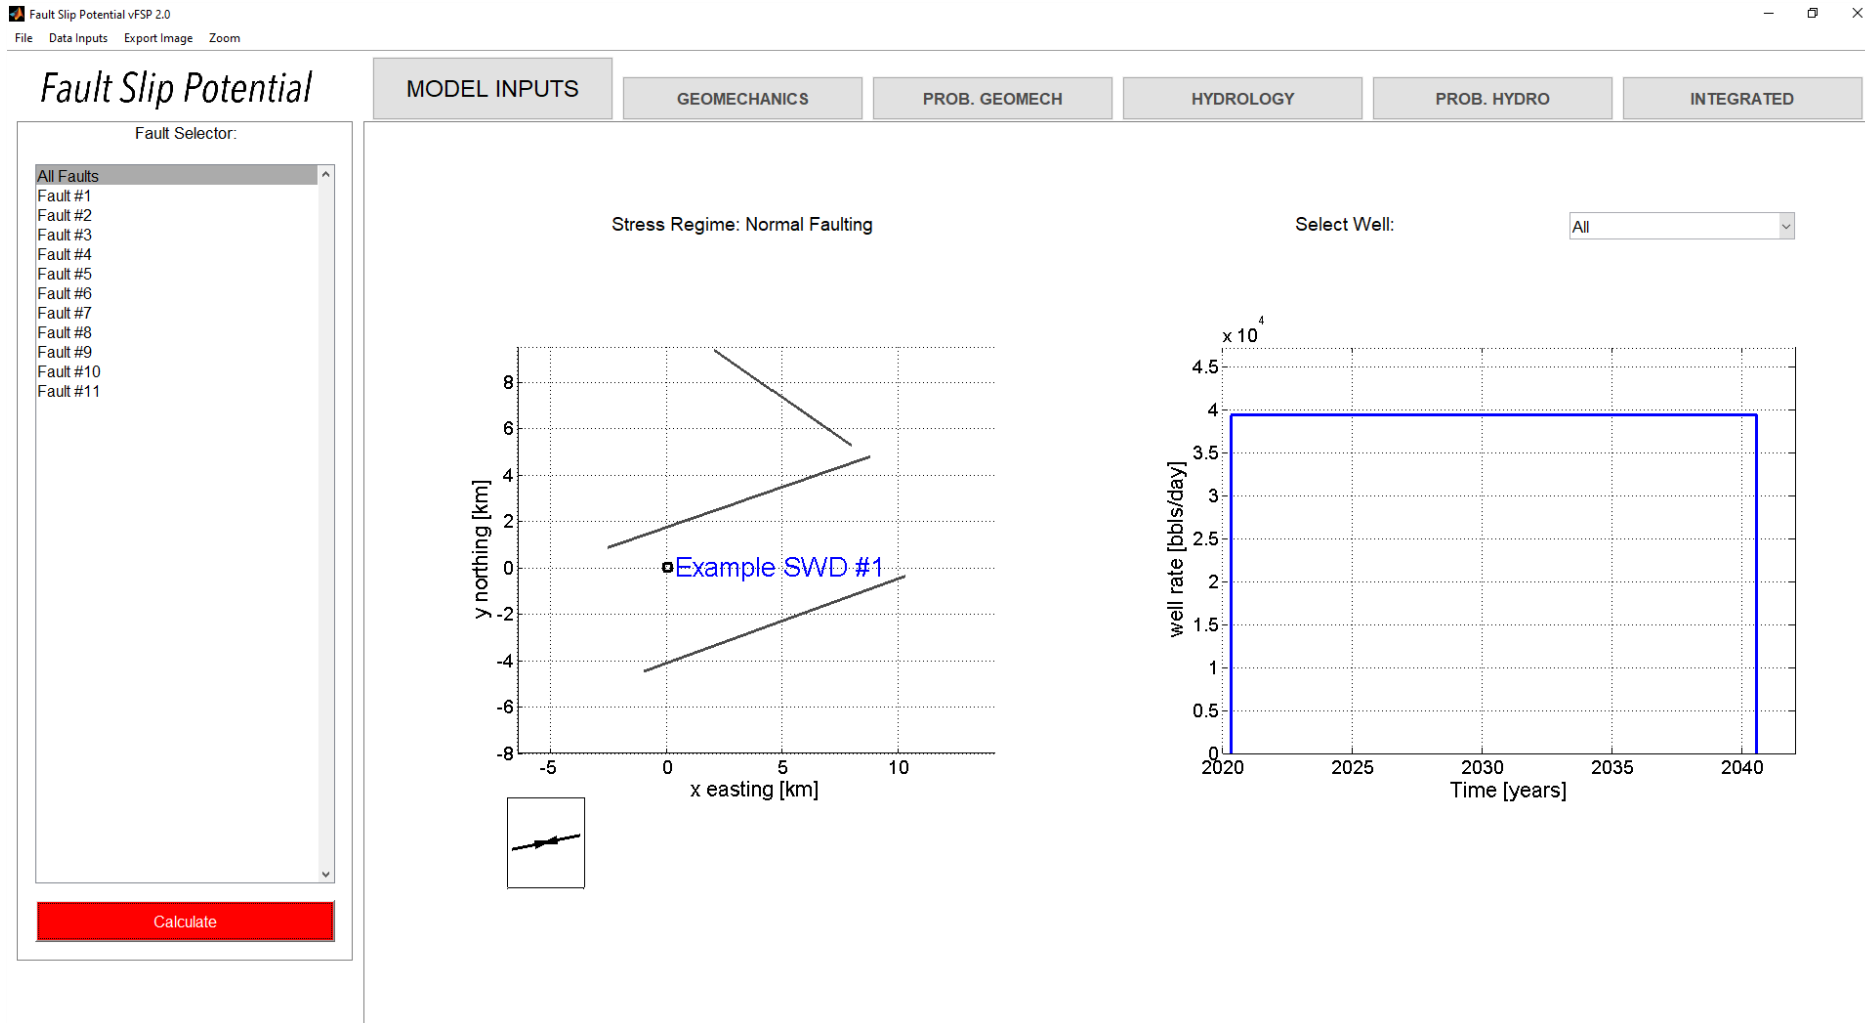 Fault Slip Potential vFSP 2.0
File Data Inputs Export Image Zoom
Fault Slip Potential
MODEL INPUTS
GEOMECHANICS
PROB. GEOMECH
HYDROLOGY
PROB. HYDRO
INTEGRATED
Fault Selector:
All Faults
Fault #1
Fault #2
Fault #3
Fault #4
Fault #5
Fault #6
Fault #7
Fault #8
Fault #9
Fault #10
Fault #11
Calculate
Stress Regime: Normal Faulting
8
6
4
2
0
-2
-4
-6
-8
y northing [km]
Example SWD #1
-5 0 5 10
x easting [km]
Select Well:
All
x 10^4
4.5
4
3.5
3
2.5
2
1.5
1
0.5
0
well rate [bbls/day]
2020 2025 2030 2035 2040
Time [years]